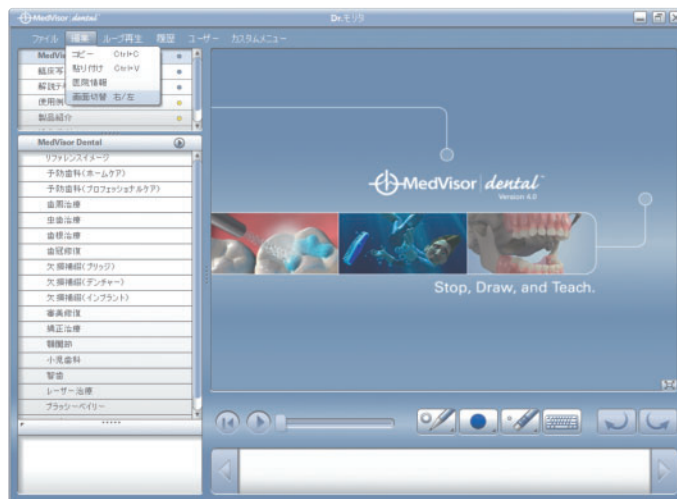 MedVisor dental
Dr.モリタ
ファイル 編集 ループ再生 履歴 ユーザー カスタムメニュー
コピー Ctrl+C
貼り付け Ctrl+V
医院情報
画面切替 右/左
MedVis
臨床写
解説テ
使用例
製品紹介
MedVisor Dental
リファレンスイメージ
予防歯科(ホームケア)
予防歯科(プロフェッショナルケア)
歯周治療
虫歯治療
歯根治療
歯冠修復
欠損補綴(ブリッジ)
欠損補綴(デンチャー)
欠損補綴(インプラント)
審美修復
矯正治療
顎関節
小児歯科
智歯
レーザー治療
ブラッシーベイリー
MedVisor dental™
Version 4.0
Stop, Draw, and Teach.